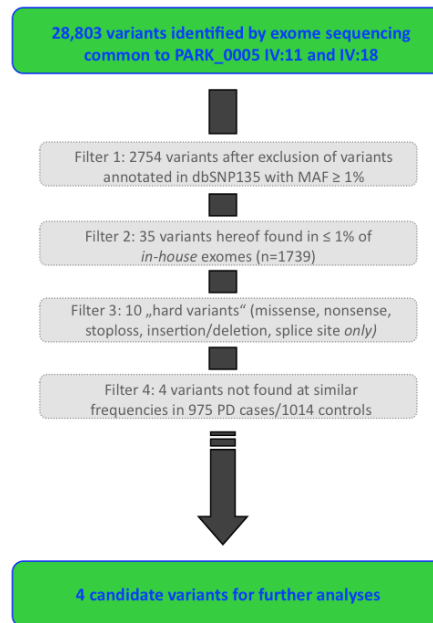 28,803 variants identified by exome sequencing
common to PARK_0005 IV:11 and IV:18
Filter 1: 2754 variants after exclusion of variants
annotated in dbSNP135 with MAF ≥ 1%
Filter 2: 35 variants hereof found in ≤ 1% of
in-house exomes (n=1739)
Filter 3: 10 „hard variants“ (missense, nonsense,
stoploss, insertion/deletion, splice site only)
Filter 4: 4 variants not found at similar
frequencies in 975 PD cases/1014 controls
4 candidate variants for further analyses